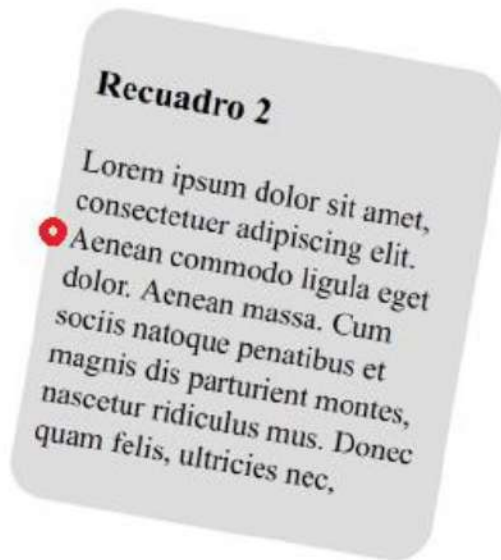 Recuadro 2
Lorem ipsum dolor sit amet,
consectetuer adipiscing elit.
Aenean commodo ligula eget
dolor. Aenean massa. Cum
sociis natoque penatibus et
magnis dis parturient montes,
nascetur ridiculus mus. Donec
quam felis, ultricies nec,